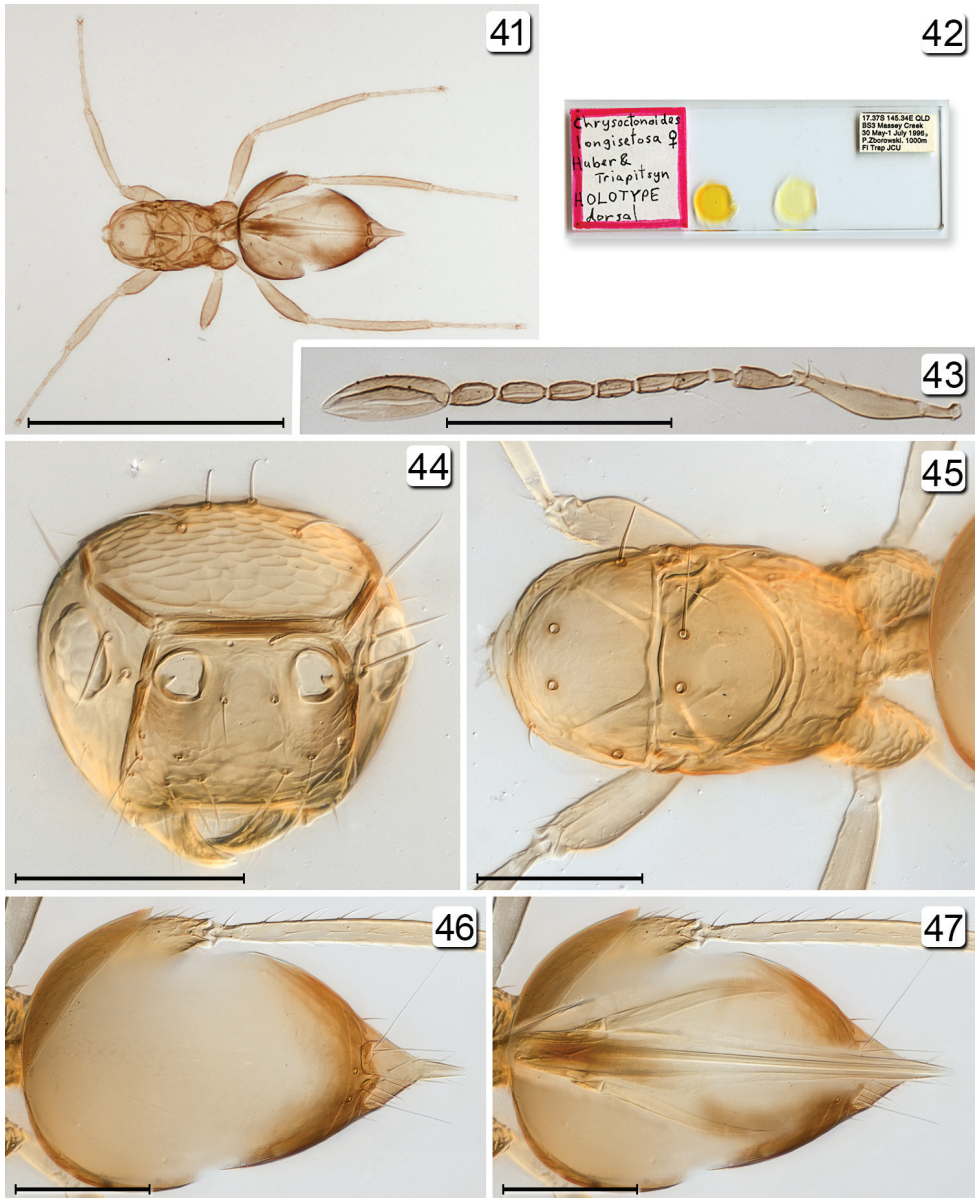 41
42
Chrysoctonoides
longisetosa ♀
Huber &
Triapitsyn
HOLOTYPE
dorsal
17.37S 145.34E QLD
BS3 Massey Creek
30 May-1 July 1996,
P.Zborowski. 1000m
FI Trap JCU
43
44
45
46
47